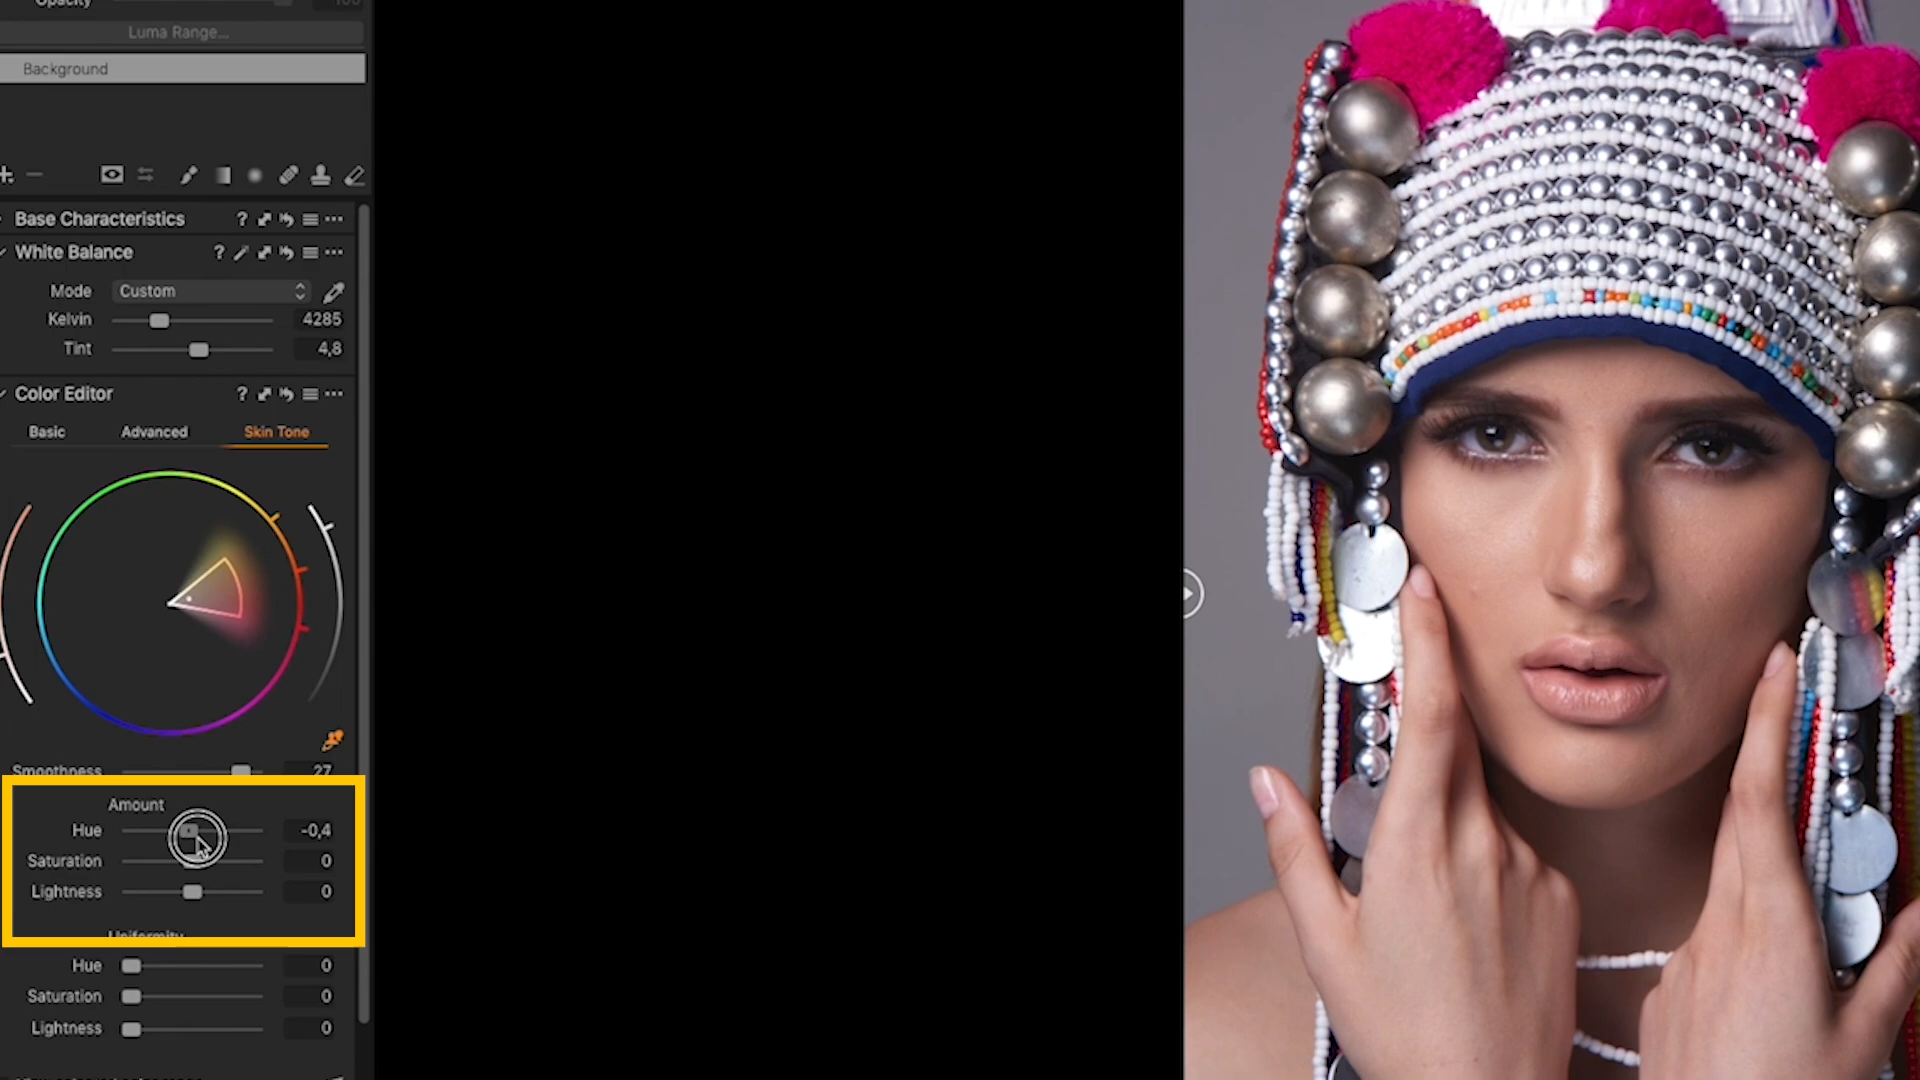 Opacity
Luma Range...
Background
Base Characteristics ?
White Balance ?
Mode Custom
Kelvin 4285
Tint 4,8
Color Editor ?
Basic Advanced Skin Tone
Smoothness 27
Amount
Hue -0,4
Saturation 0
Lightness 0
Uniformity
Hue 0
Saturation 0
Lightness 0